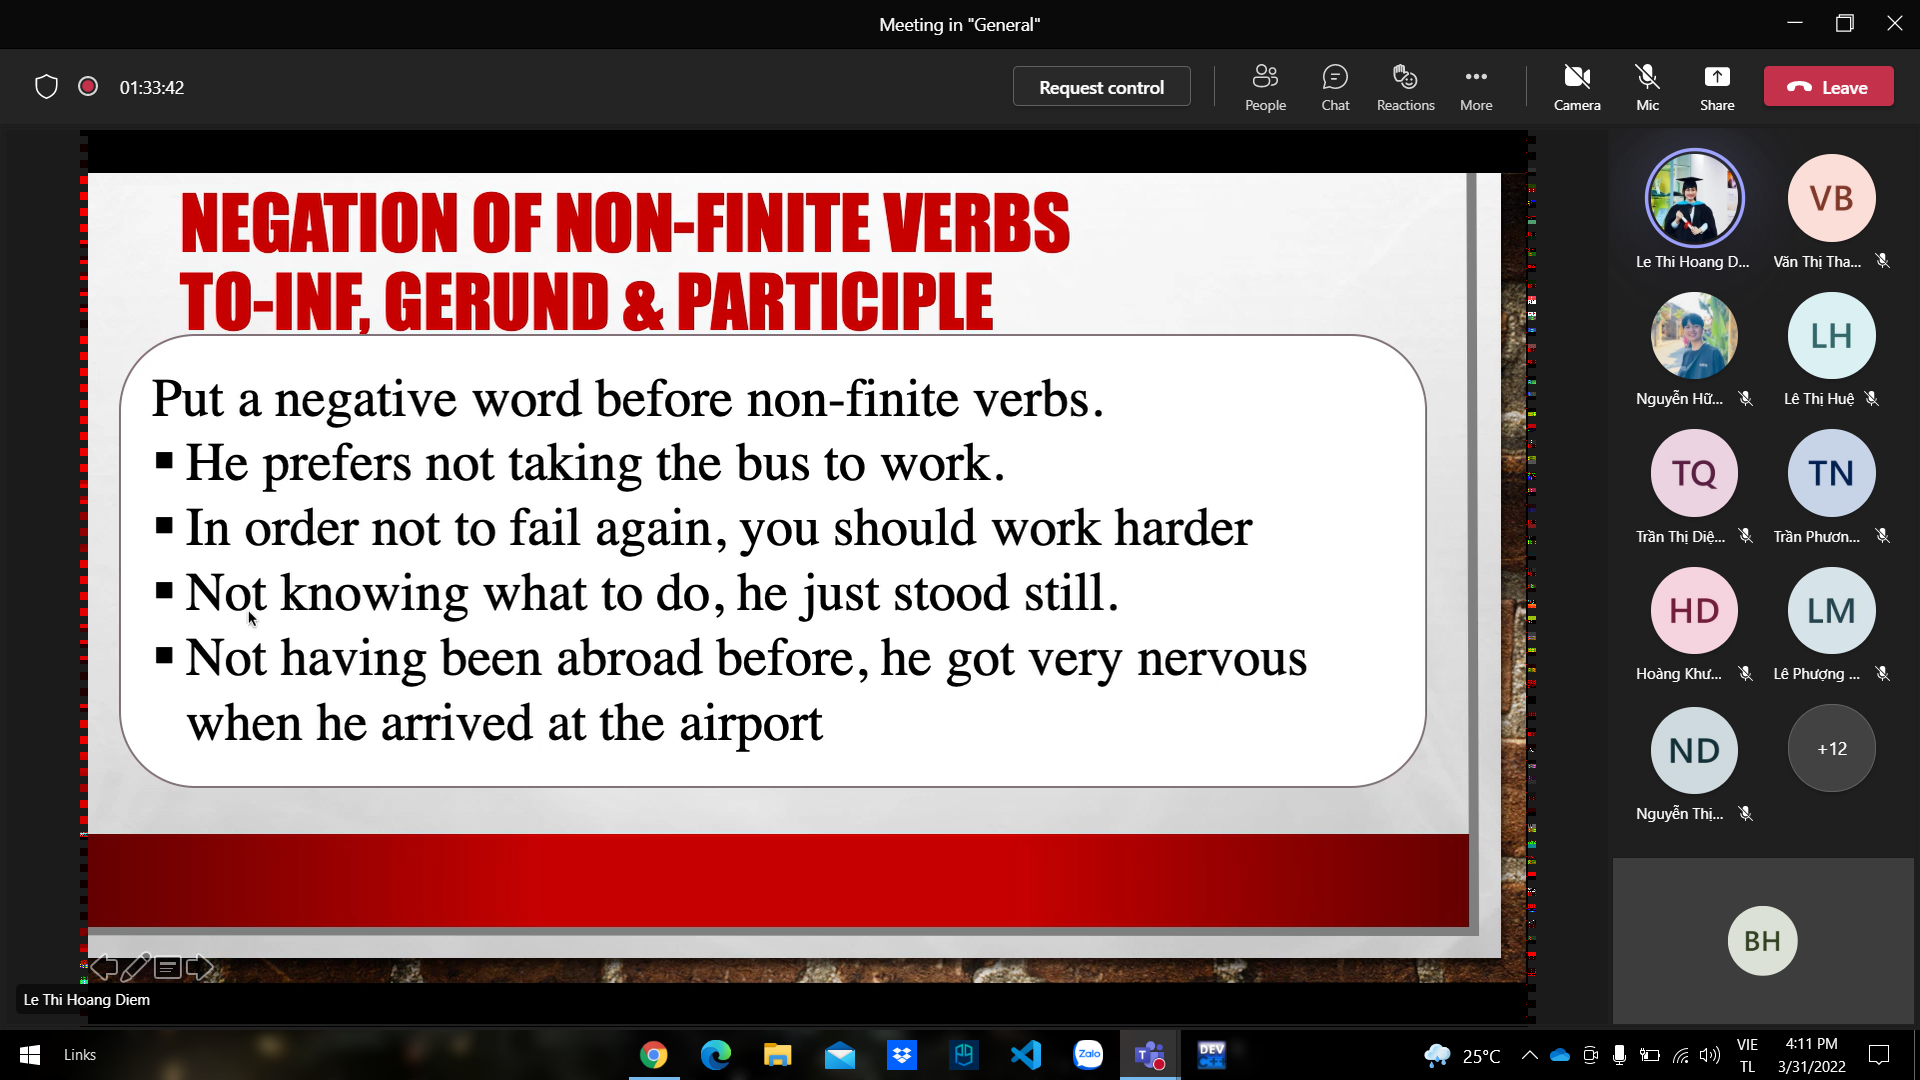 Meeting in "General"
01:33:42
Request control
People
Chat
Reactions
More
Camera
Mic
Share
Leave
NEGATION OF NON-FINITE VERBS
TO-INF, GERUND & PARTICIPLE
Put a negative word before non-finite verbs.
▪ He prefers not taking the bus to work.
▪ In order not to fail again, you should work harder
▪ Not knowing what to do, he just stood still.
▪ Not having been abroad before, he got very nervous
when he arrived at the airport
Le Thi Hoang Diem
VB
Le Thi Hoang D...
Văn Thị Tha...
LH
Nguyễn Hữ...
Lê Thị Huệ
TQ
TN
Trần Thị Diệ...
Trần Phươn...
HD
LM
Hoàng Khư...
Lê Phượng ...
ND
+12
Nguyễn Thị...
BH
Links
Zalo
T
DEV
C++
25°C
VIE
TL
4:11 PM
3/31/2022